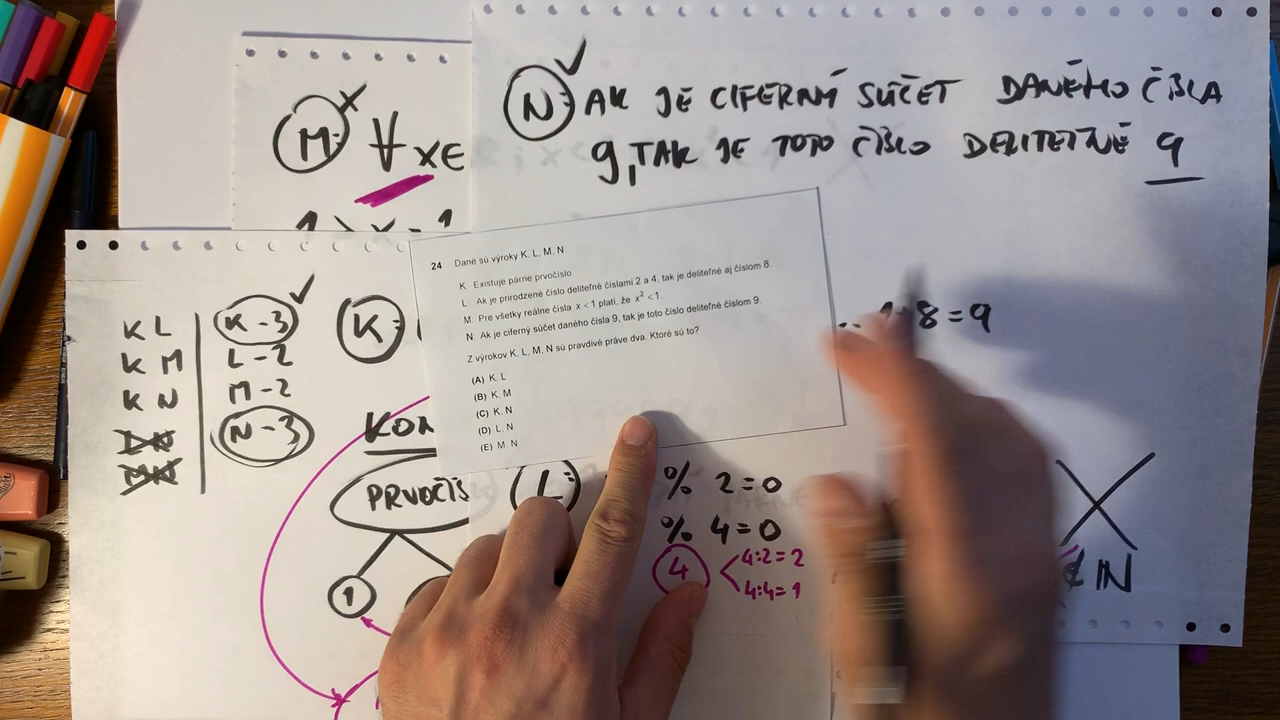 N: AK JE CIFERNÝ SÚČET DANÉHO ČÍSLA
9, TAK JE TOTO ČÍSLO DELITEĽNÉ 9
M: ∀ x∈
24 Dané sú výroky K, L, M, N
K Existuje párne prvočíslo
L Ak je prirodzené číslo deliteľné číslami 2 a 4, tak je deliteľné aj číslom 8.
M: Pre všetky reálne čísla x < 1 platí, že x² < 1.
N: Ak je ciferný súčet daného čísla 9, tak je toto číslo deliteľné číslom 9.
Z výrokov K, L, M, N sú pravdivé práve dva. Ktoré sú to?
(A) K, L
(B) K, M
(C) K, N
(D) L, N
(E) M, N
K L
K M
K N
K-3
L-2
M-2
N-3
K:
8=9
PRVOČÍS
1
L:
% 2=0
% 4=0
4
4:2=2
4:4=1
∉ IN